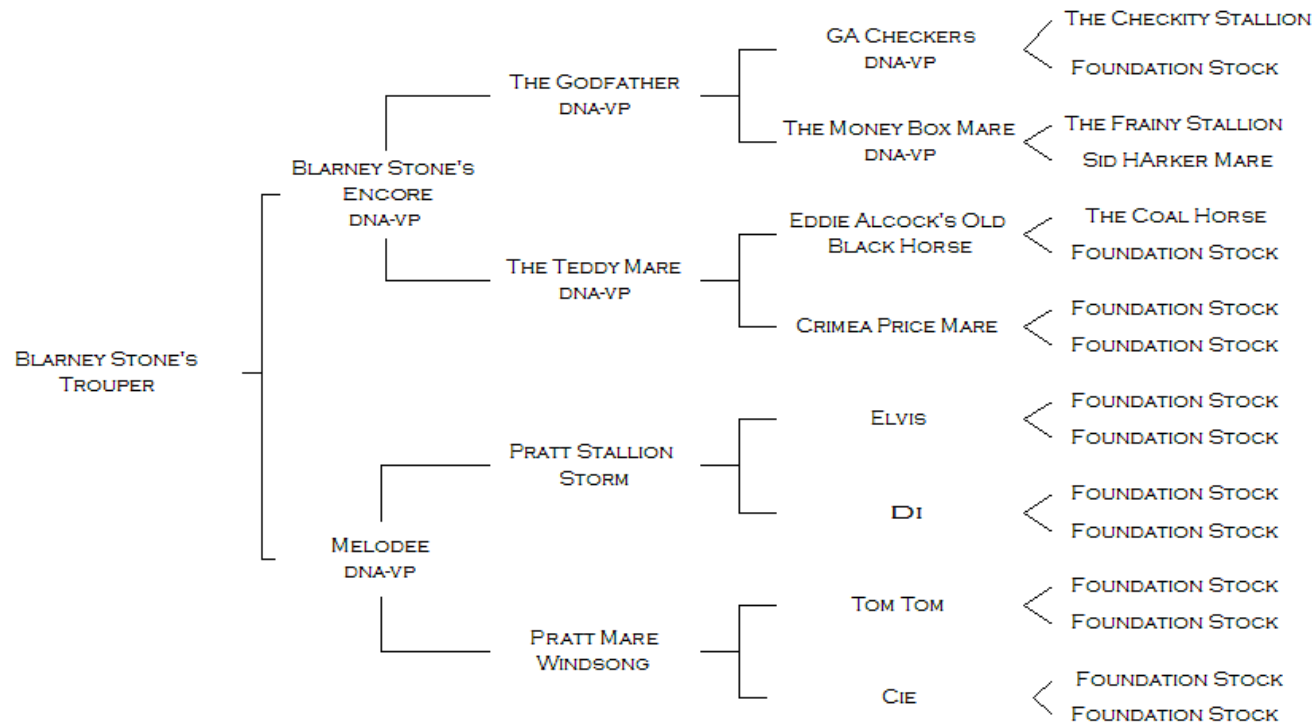 The Checkity Stallion
GA Checkers
DNA-VP
Foundation Stock
The Godfather
DNA-VP
The Money Box Mare
DNA-VP
The Frainy Stallion
Sid HArker Mare
Blarney Stone's
Encore
DNA-VP
Eddie Alcock's Old
Black Horse
The Coal Horse
Foundation Stock
The Teddy Mare
DNA-VP
Crimea Price Mare
Foundation Stock
Foundation Stock
Blarney Stone's
Trouper
Elvis
Foundation Stock
Foundation Stock
Pratt Stallion
Storm
Di
Foundation Stock
Foundation Stock
Melodee
DNA-VP
Tom Tom
Foundation Stock
Foundation Stock
Pratt Mare
Windsong
Cie
Foundation Stock
Foundation Stock